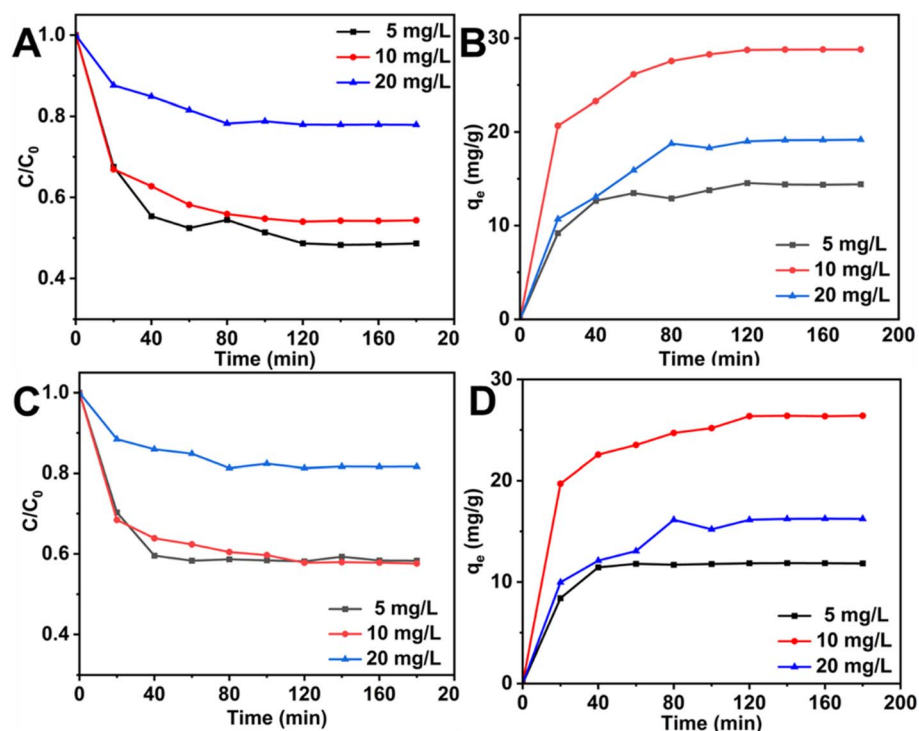 A
5 mg/L
10 mg/L
20 mg/L
1.0
0.8
0.6
0.4
C/C0
0 40 80 120 160 20
Time (min)
B
30
20
10
0
qe (mg/g)
5 mg/L
10 mg/L
20 mg/L
0 40 80 120 160 200
Time (min)
C
1.0
0.8
0.6
0.4
C/C0
5 mg/L
10 mg/L
20 mg/L
0 40 80 120 160 20
Time (min)
D
30
20
10
0
qe (mg/g)
5 mg/L
10 mg/L
20 mg/L
0 40 80 120 160 200
Time (min)